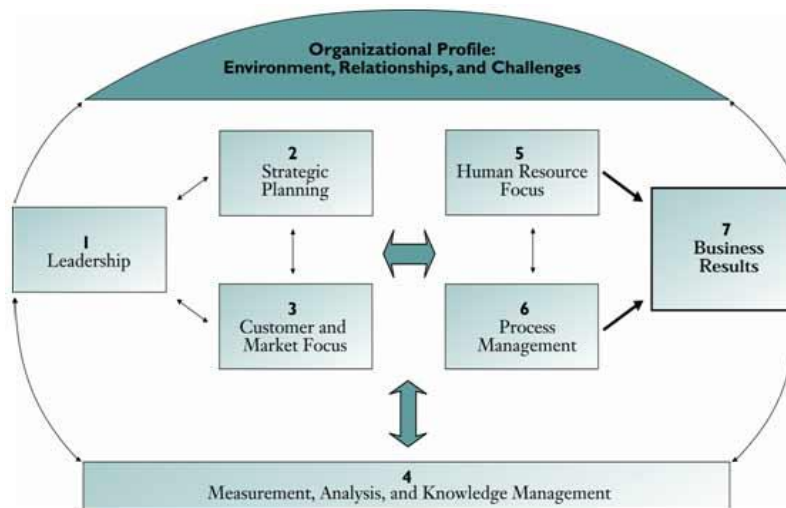 Organizational Profile:
Environment, Relationships, and Challenges
2
Strategic
Planning
5
Human Resource
Focus
1
Leadership
7
Business
Results
3
Customer and
Market Focus
6
Process
Management
4
Measurement, Analysis, and Knowledge Management